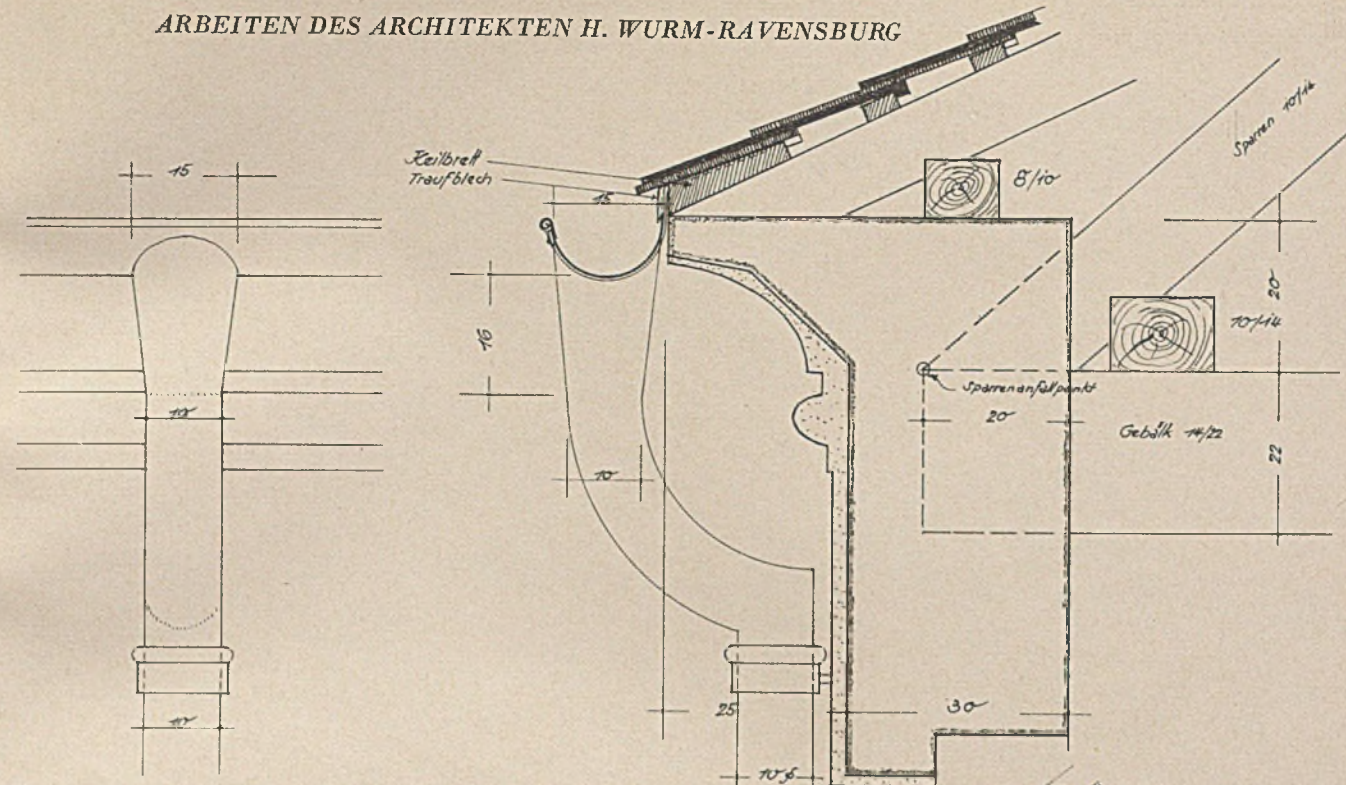 ARBEITEN DES ARCHITEKTEN H. WURM-RAVENSBURG
Keilbrett
Traufblech
15
15
8/10
Sparren 10/14
20
10/14
16
Sparrenanfallpunkt
20
Gebälk 14/22
22
10
10
10
25
30
10 ∮